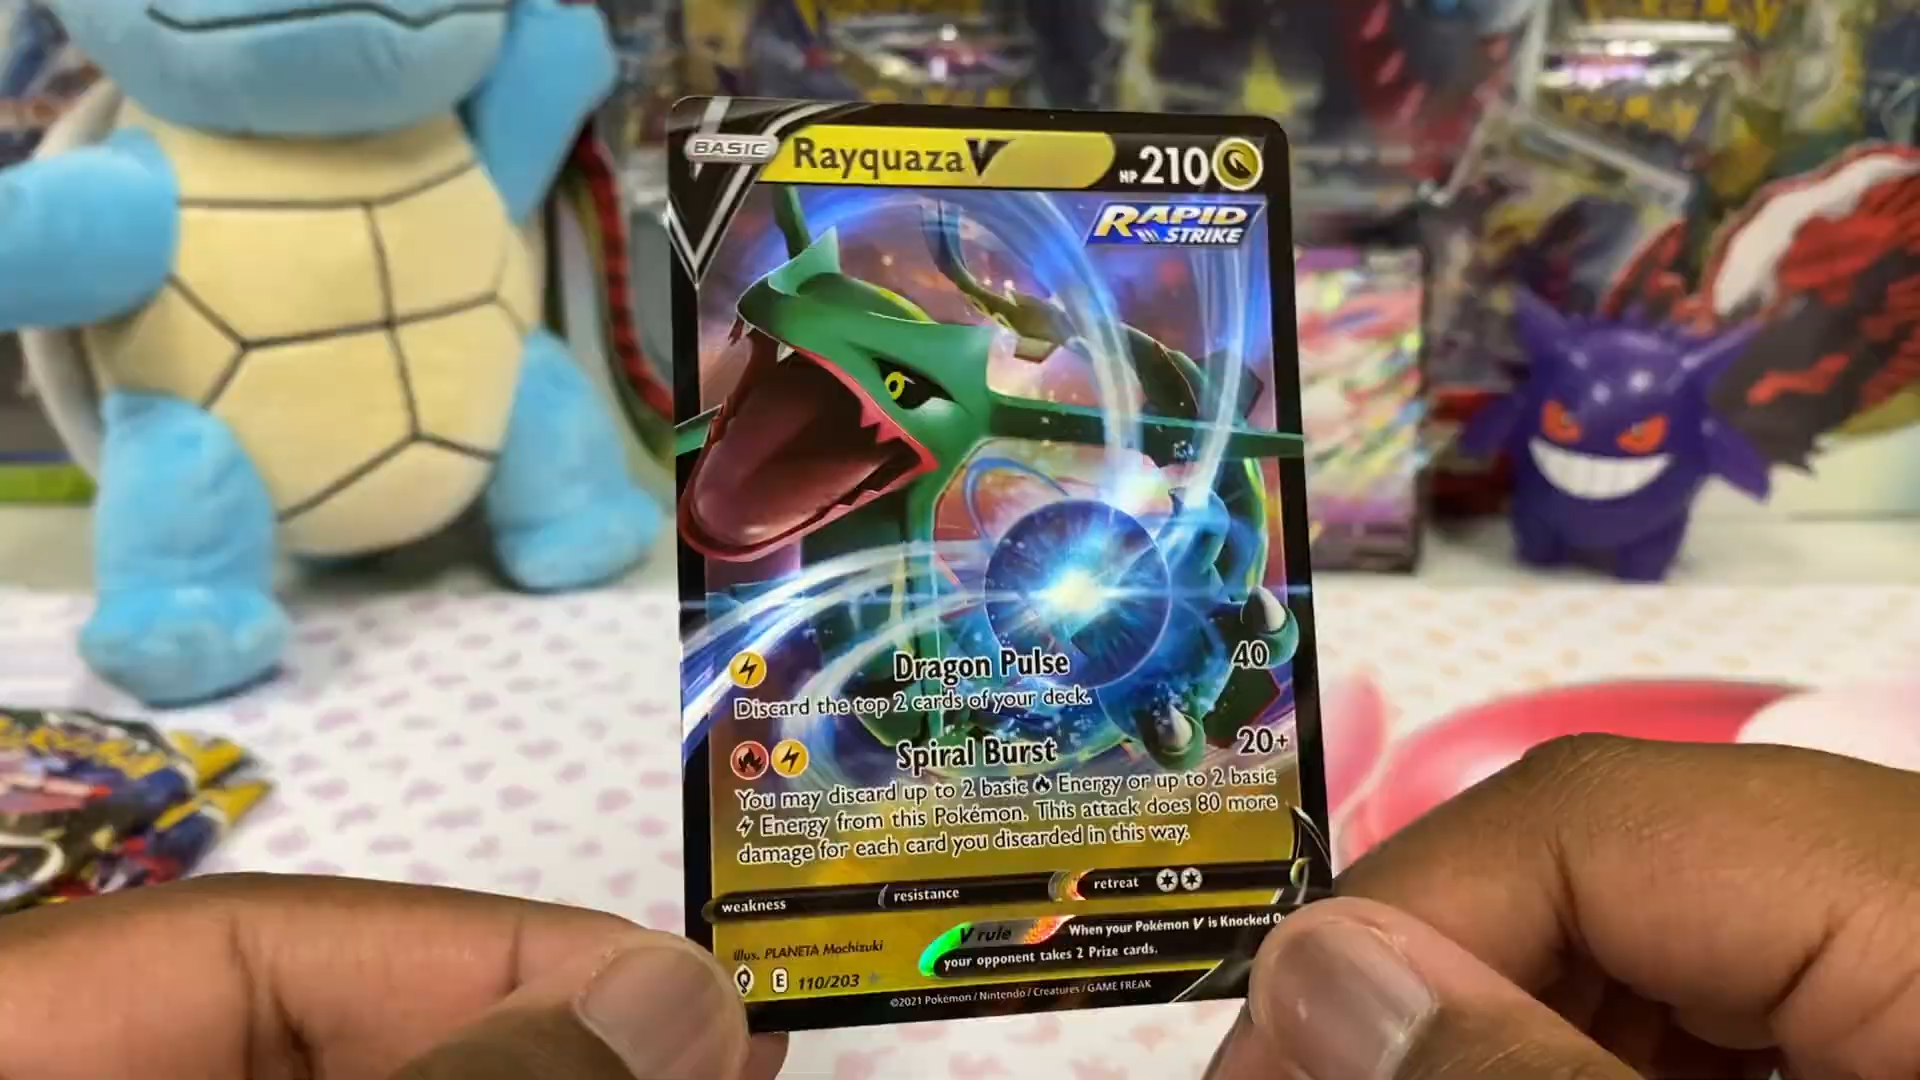 BASIC Rayquaza V HP 210
RAPID
STRIKE
Dragon Pulse 40
Discard the top 2 cards of your deck.
Spiral Burst 20+
You may discard up to 2 basic Energy or up to 2 basic
Energy from this Pokémon. This attack does 80 more
damage for each card you discarded in this way.
weakness resistance retreat
V rule When your Pokémon V is Knocked
your opponent takes 2 Prize cards.
Illus. PLANETA Mochizuki
E 110/203
©2021 Pokémon / Nintendo / Creatures / GAME FREAK